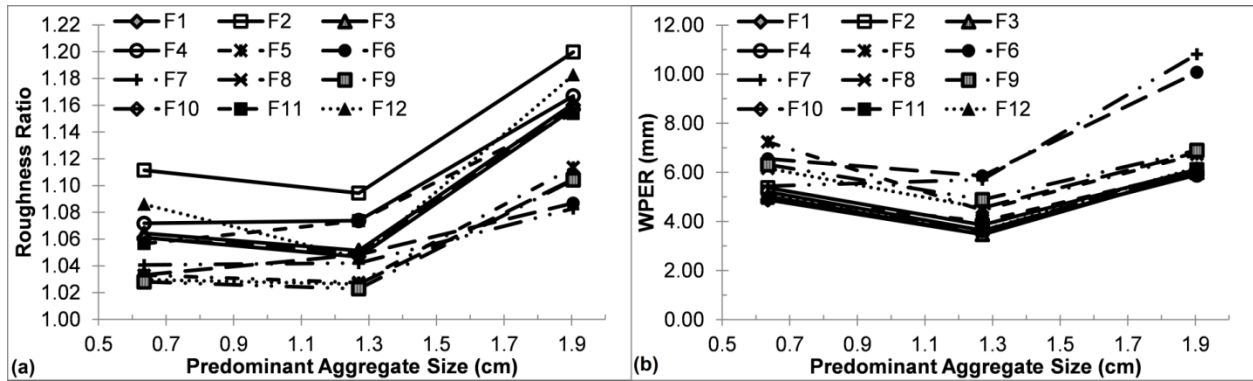 F1 F2 F3
F4 F5 F6
F7 F8 F9
F10 F11 F12
1.22
1.20
1.18
1.16
1.14
1.12
1.10
1.08
1.06
1.04
1.02
1.00
Roughness Ratio
0.5 0.7 0.9 1.1 1.3 1.5 1.7 1.9
(a) Predominant Aggregate Size (cm)
F1 F2 F3
F4 F5 F6
F7 F8 F9
F10 F11 F12
12.00
10.00
8.00
6.00
4.00
2.00
0.00
WPER (mm)
0.5 0.7 0.9 1.1 1.3 1.5 1.7 1.9
(b) Predominant Aggregate Size (cm)